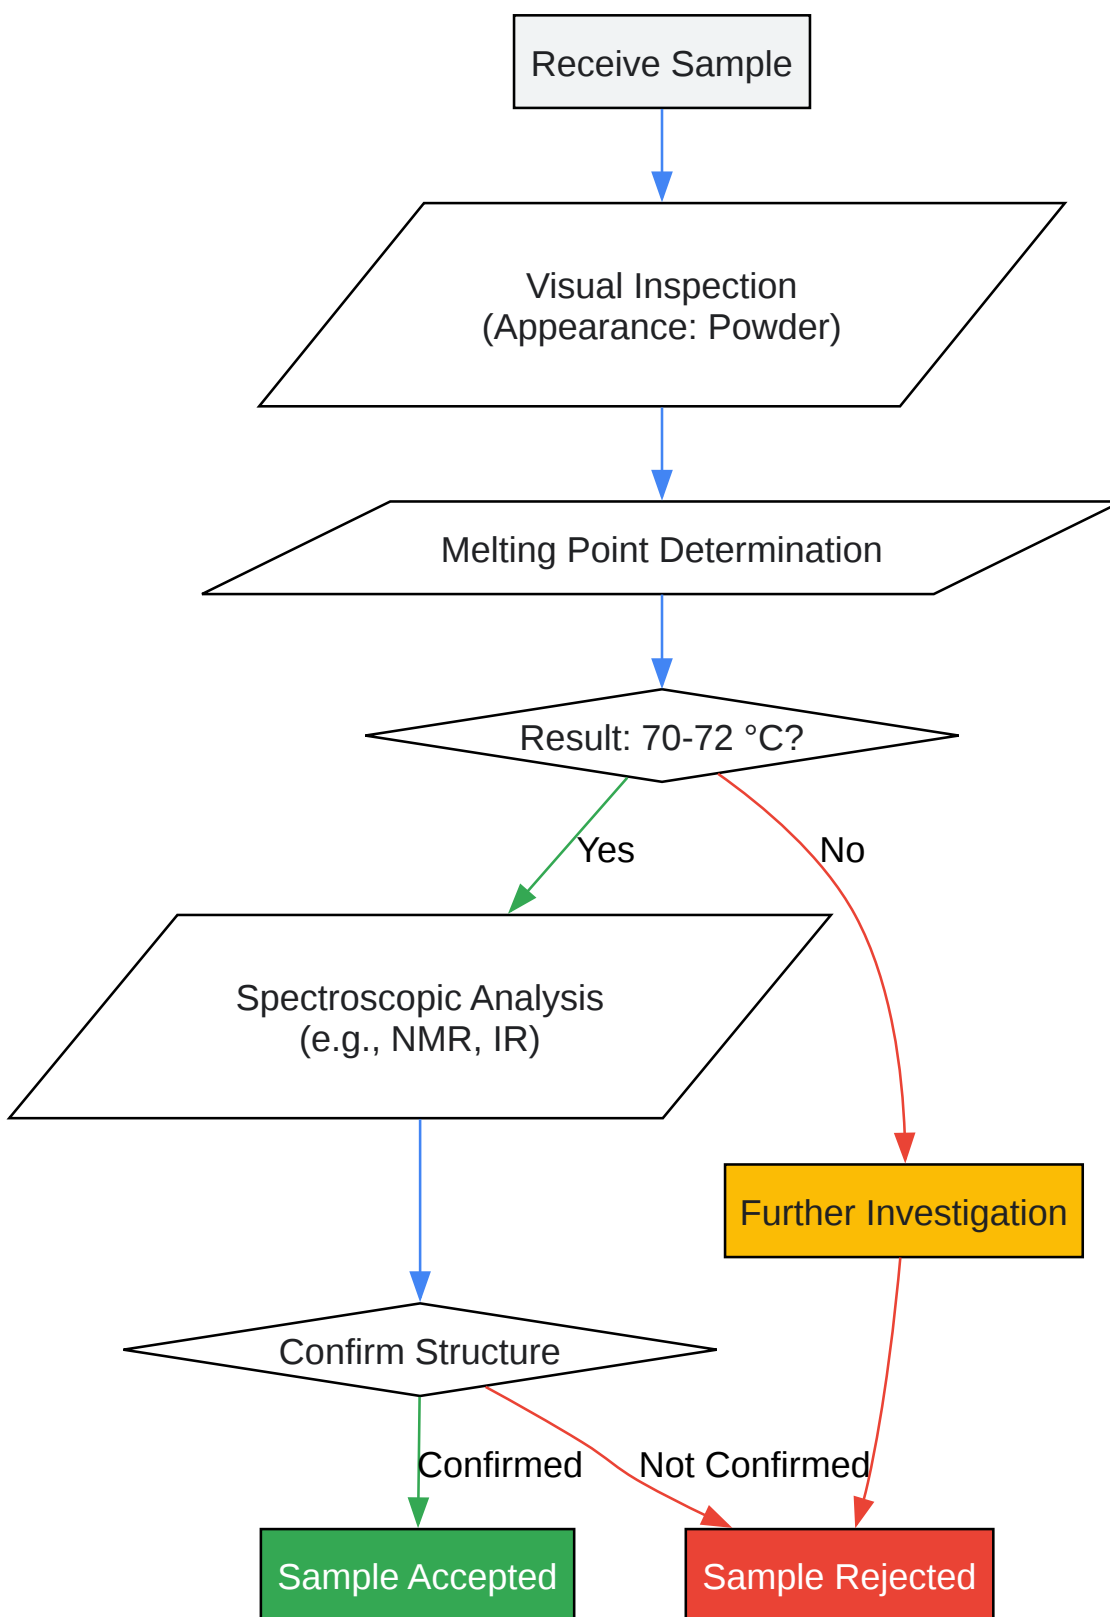 Receive Sample
Visual Inspection
(Appearance: Powder)
Melting Point Determination
Result: 70-72 °C?
Yes
No
Spectroscopic Analysis
(e.g., NMR, IR)
Further Investigation
Confirm Structure
Confirmed
Not Confirmed
Sample Accepted
Sample Rejected